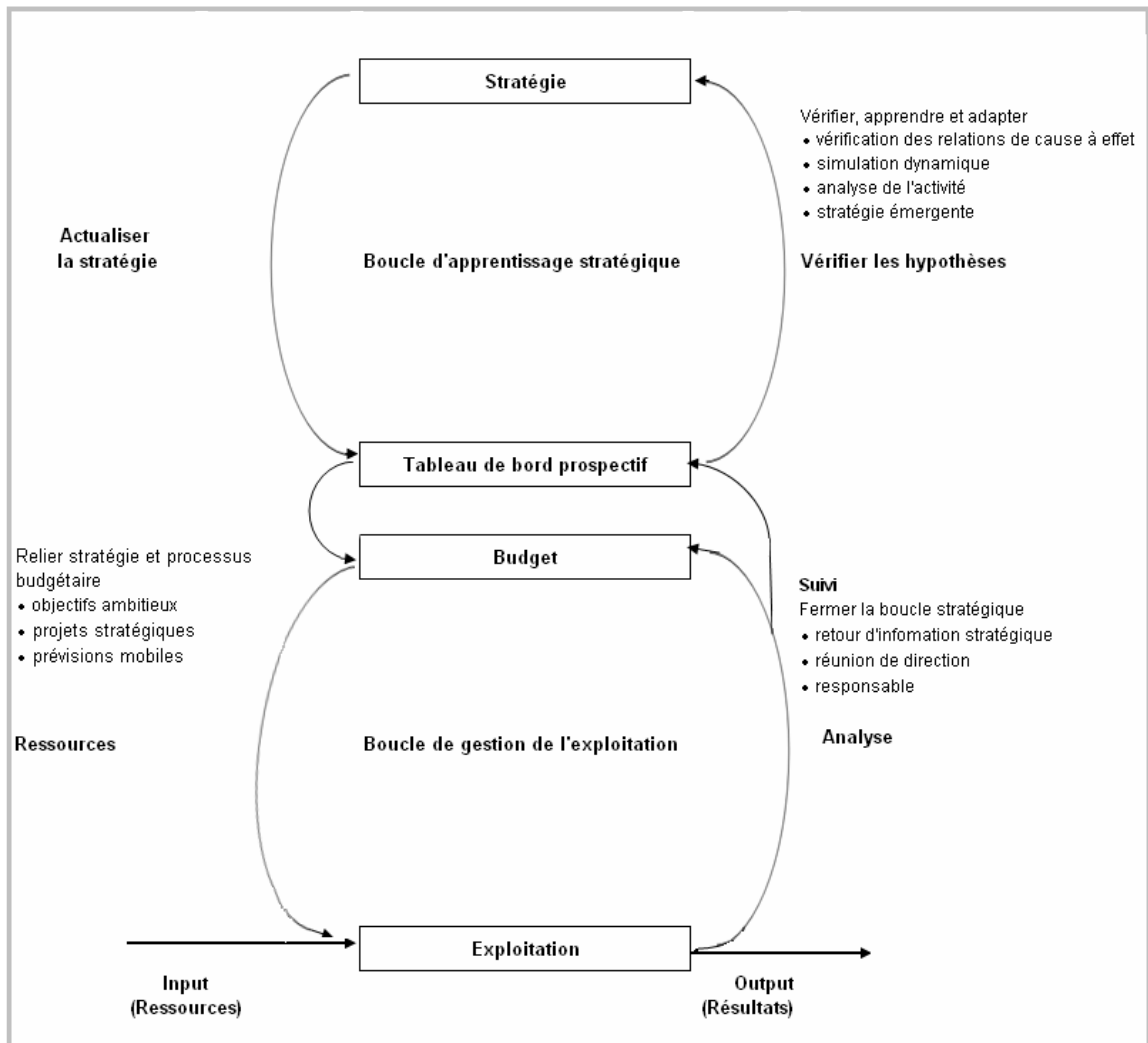 Stratégie
Vérifier, apprendre et adapter
• vérification des relations de cause à effet
• simulation dynamique
• analyse de l'activité
• stratégie émergente
Actualiser
la stratégie
Boucle d'apprentissage stratégique
Vérifier les hypothèses
Tableau de bord prospectif
Relier stratégie et processus
budgétaire
• objectifs ambitieux
• projets stratégiques
• prévisions mobiles
Budget
Suivi
Fermer la boucle stratégique
• retour d'infomation stratégique
• réunion de direction
• responsable
Ressources
Boucle de gestion de l'exploitation
Analyse
Exploitation
Input
(Ressources)
Output
(Résultats)